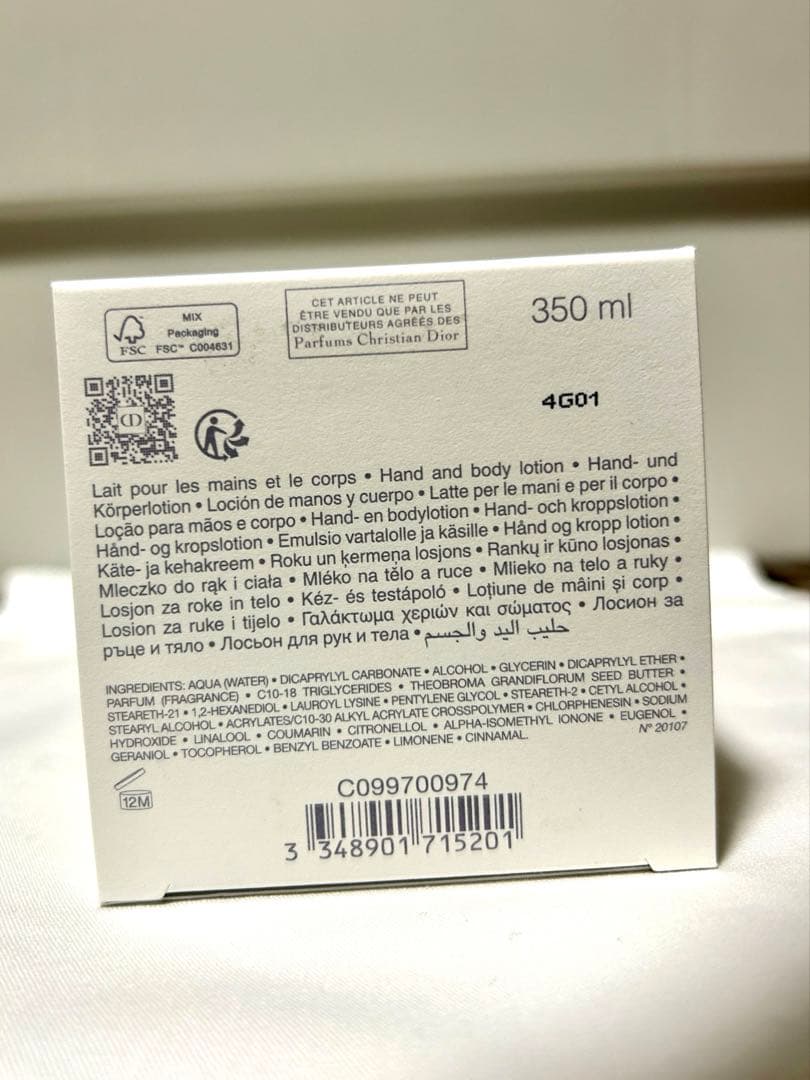 MIX
Packaging
FSC FSC™ C004631
CET ARTICLE NE PEUT
ÊTRE VENDU QUE PAR LES
DISTRIBUTEURS AGRÉÉS DES
Parfums Christian Dior
350 ml
CD
4G01
Lait pour les mains et le corps • Hand and body lotion • Hand- und
Körperlotion • Loción de manos y cuerpo • Latte per le mani e per il corpo •
Loção para mãos e corpo • Hand- en bodylotion • Hand- och kroppslotion •
Hånd- og kropslotion • Emulsio vartalolle ja käsille • Hånd og kropp lotion •
Käte- ja kehakreem • Roku un ķermeņa losjons • Rankų ir kūno losjonas •
Mleczko do rąk i ciała • Mléko na tělo a ruce • Mlieko na telo a ruky •
Losjon za roke in telo • Kéz- és testápoló • Loțiune de mâini și corp •
Losion za ruke i tijelo • Γαλάκτωμα χεριών και σώματος • Лосион за
ръце и тяло • Лосьон для рук и тела • حليب اليد والجسم
INGREDIENTS: AQUA (WATER) • DICAPRYLYL CARBONATE • ALCOHOL • GLYCERIN • DICAPRYLYL ETHER •
PARFUM (FRAGRANCE) • C10-18 TRIGLYCERIDES • THEOBROMA GRANDIFLORUM SEED BUTTER •
STEARETH-21 • 1,2-HEXANEDIOL • LAUROYL LYSINE • PENTYLENE GLYCOL • STEARETH-2 • CETYL ALCOHOL •
STEARYL ALCOHOL • ACRYLATES/C10-30 ALKYL ACRYLATE CROSSPOLYMER • CHLORPHENESIN • SODIUM
HYDROXIDE • LINALOOL • COUMARIN • CITRONELLOL • ALPHA-ISOMETHYL IONONE • EUGENOL •
GERANIOL • TOCOPHEROL • BENZYL BENZOATE • LIMONENE • CINNAMAL.
N° 20107
12M
C099700974
3 348901 715201